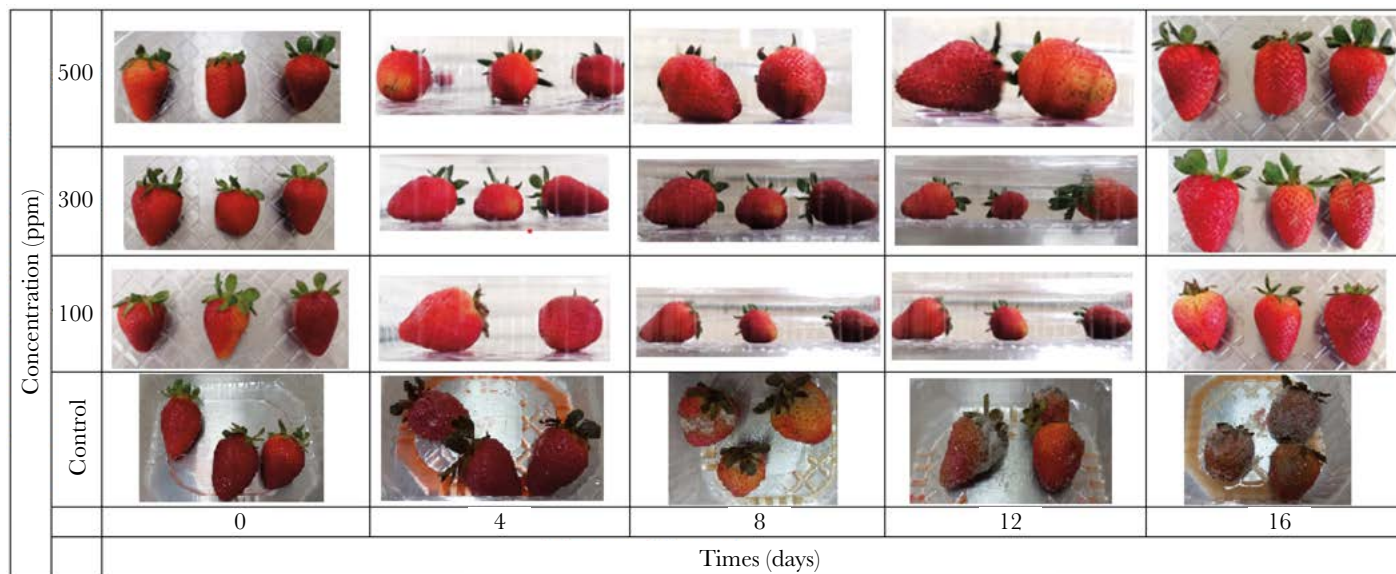 Concentration (ppm)
500
300
100
Control
0 4 8 12 16
Times (days)